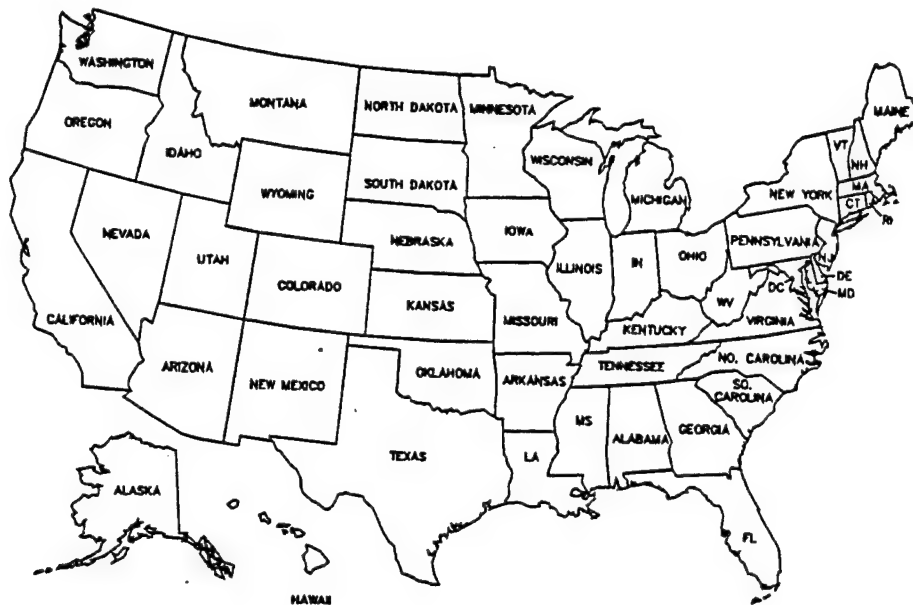 WASHINGTON
MONTANA
NORTH DAKOTA
MINNESOTA
MAINE
OREGON
IDAHO
VT
NH
WISCONSIN
SOUTH DAKOTA
WYOMING
MICHIGAN
NEW YORK
MA
CT
RI
NEVADA
NEBRASKA
IOWA
PENNSYLVANIA
UTAH
ILLINOIS
IN
OHIO
NJ
DE
COLORADO
DC
MD
KANSAS
WV
CALIFORNIA
MISSOURI
KENTUCKY
VIRGINIA
ARIZONA
NEW MEXICO
OKLAHOMA
ARKANSAS
TENNESSEE
NO. CAROLINA
SO.
CAROLINA
MS
ALABAMA
GEORGIA
TEXAS
LA
ALASKA
FL
HAWAII